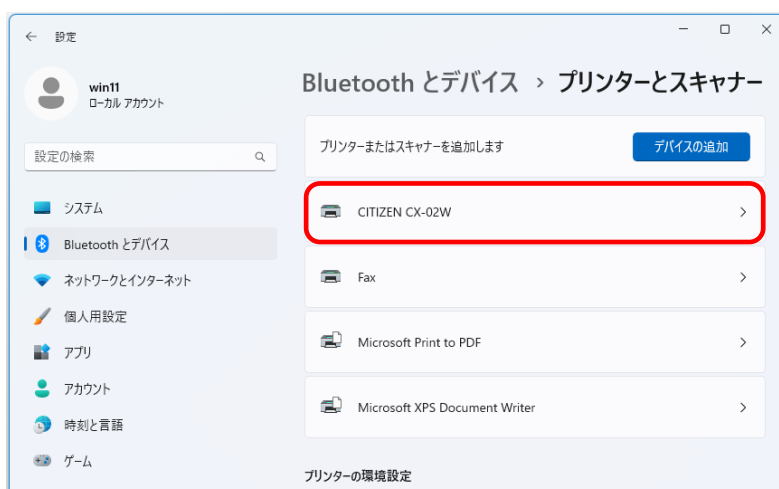 設定
win11
ローカル アカウント
設定の検索
システム
Bluetooth とデバイス
ネットワークとインターネット
個人用設定
アプリ
アカウント
時刻と言語
ゲーム
Bluetooth とデバイス › プリンターとスキャナー
プリンターまたはスキャナーを追加します
デバイスの追加
CITIZEN CX-02W
Fax
Microsoft Print to PDF
Microsoft XPS Document Writer
プリンターの環境設定